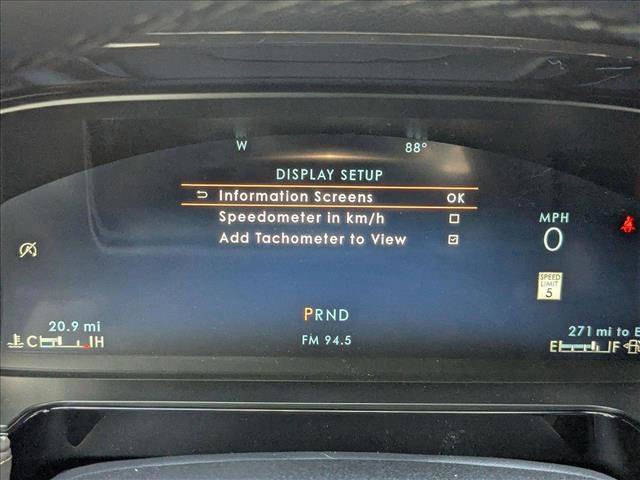 W 88°
DISPLAY SETUP
Information Screens OK
Speedometer in km/h
Add Tachometer to View
MPH
0
SPEED
LIMIT
5
PRND
20.9 mi
271 mi to E
C H
FM 94.5
E F